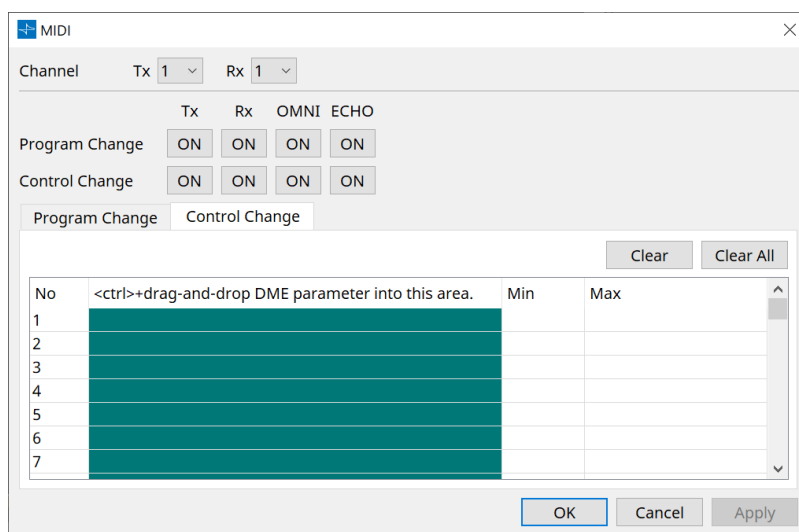 MIDI
Channel Tx 1 Rx 1
Tx Rx OMNI ECHO
Program Change ON ON ON ON
Control Change ON ON ON ON
Program Change Control Change
Clear Clear All
No <ctrl>+drag-and-drop DME parameter into this area. Min Max
1
2
3
4
5
6
7
OK Cancel Apply